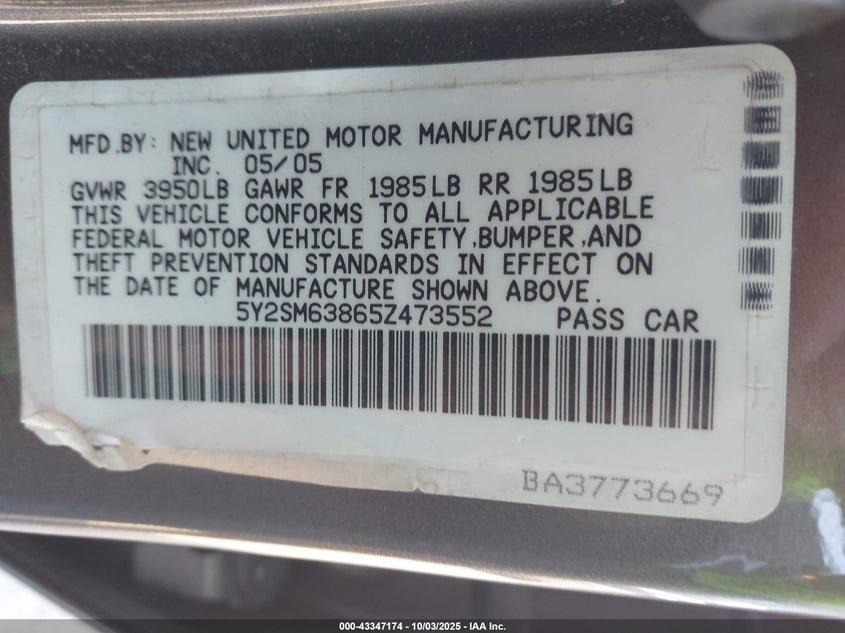 MFD.BY: NEW UNITED MOTOR MANUFACTURING
INC. 05/05
GVWR 3950LB GAWR FR 1985LB RR 1985LB
THIS VEHICLE CONFORMS TO ALL APPLICABLE
FEDERAL MOTOR VEHICLE SAFETY,BUMPER,AND
THEFT PREVENTION STANDARDS IN EFFECT ON
THE DATE OF MANUFACTURE SHOWN ABOVE.
5Y2SM63865Z473552 PASS CAR
BA3773669
000-43347174 - 10/03/2025 - IAA Inc.